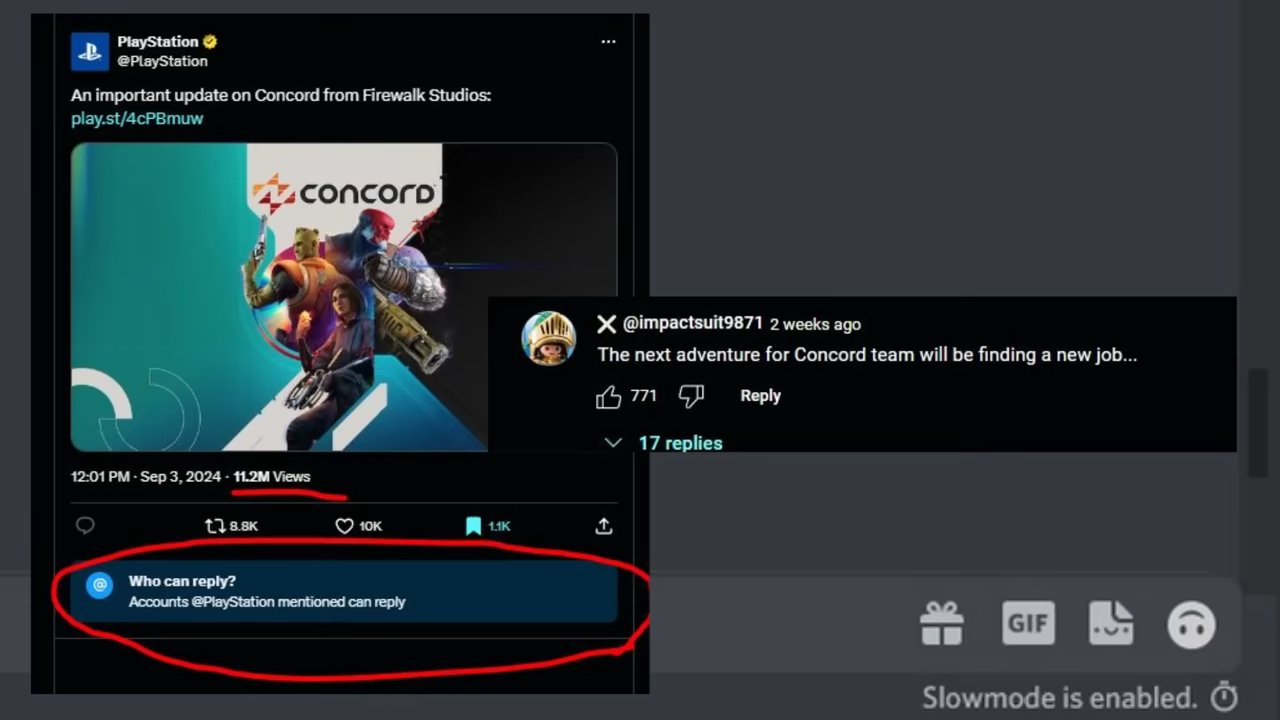 PlayStation
@PlayStation
An important update on Concord from Firewalk Studios:
play.st/4cPBmuw
CONCORD
@impactsuit9871 2 weeks ago
The next adventure for Concord team will be finding a new job...
771 Reply
17 replies
12:01 PM · Sep 3, 2024 · 11.2M Views
8.8K 10K 1.1K
@ Who can reply?
Accounts @PlayStation mentioned can reply
GIF
Slowmode is enabled.